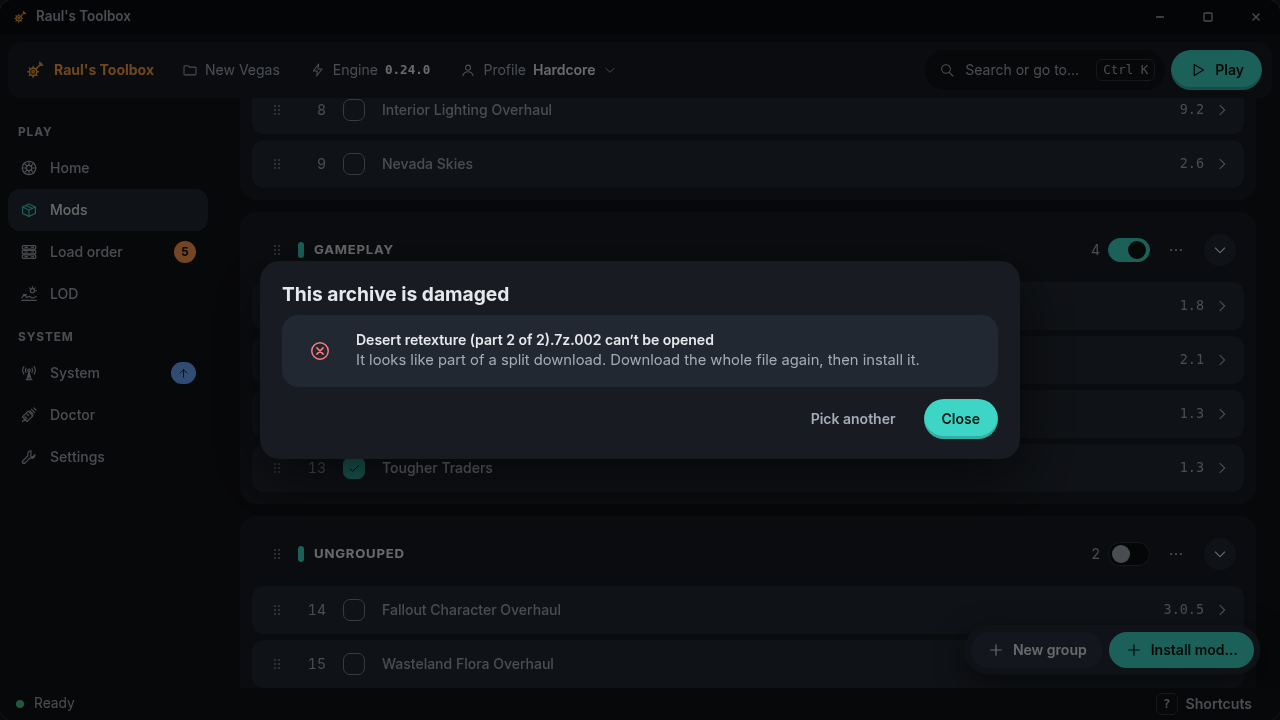 Raul's Toolbox
Raul's Toolbox
New Vegas
Engine 0.24.0
Profile Hardcore
Search or go to...
Ctrl K
Play
PLAY
Home
Mods
Load order
5
LOD
SYSTEM
System
Doctor
Settings
8 Interior Lighting Overhaul 9.2
9 Nevada Skies 2.6
GAMEPLAY 4
1.8
2.1
1.3
This archive is damaged
Desert retexture (part 2 of 2).7z.002 can't be opened
It looks like part of a split download. Download the whole file again, then install it.
Pick another
Close
13 Tougher Traders 1.3
UNGROUPED 2
14 Fallout Character Overhaul 3.0.5
15 Wasteland Flora Overhaul
New group
Install mod...
Ready
? Shortcuts